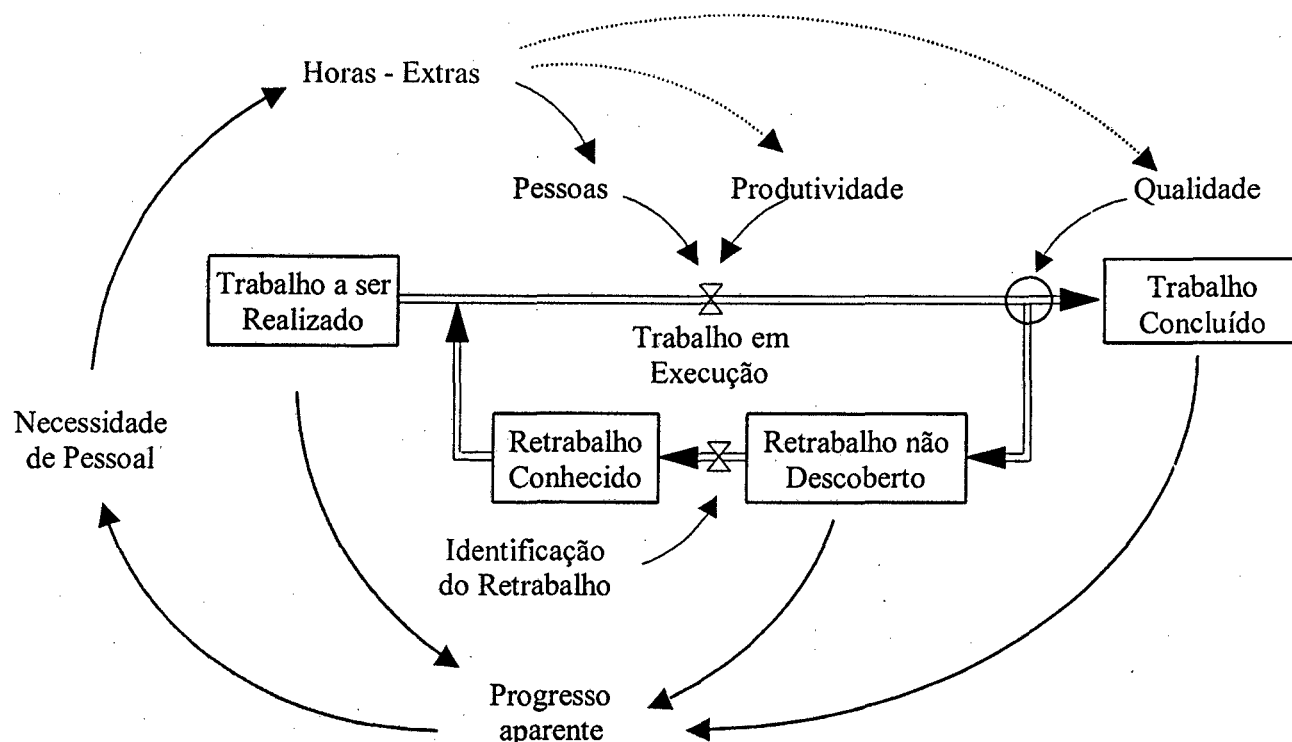 Horas - Extras
Pessoas
Produtividade
Qualidade
Trabalho a ser
Realizado
Trabalho em
Execução
Trabalho
Concluído
Necessidade
de Pessoal
Retrabalho
Conhecido
Retrabalho não
Descoberto
Identificação
do Retrabalho
Progresso
aparente